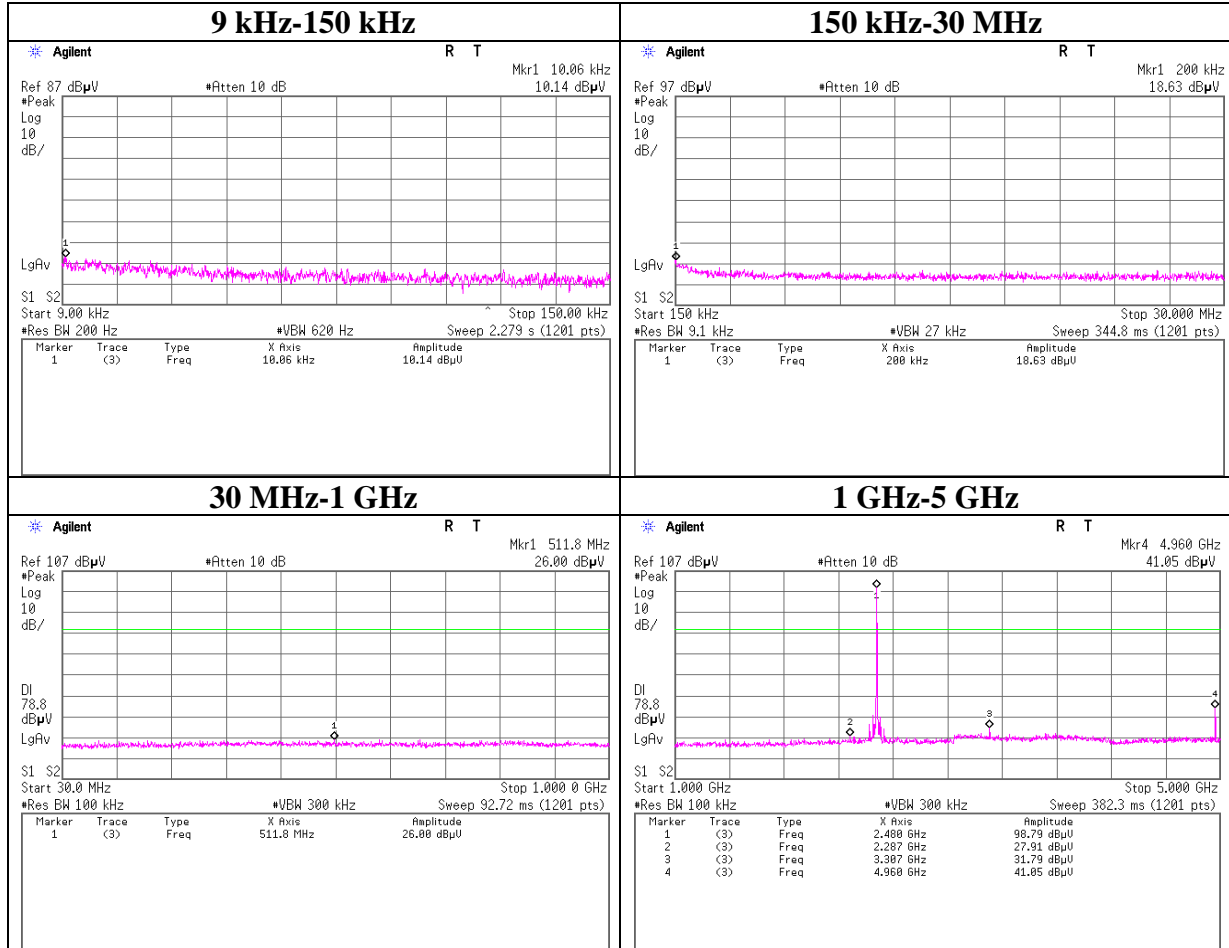 9 kHz-150 kHz
Agilent R T
Mkr1 10.06 kHz
Ref 87 dBµV #Atten 10 dB 10.14 dBµV
#Peak
Log
10
dB/
1
LgAv
S1 S2
Start 9.00 kHz ^ Stop 150.00 kHz
#Res BW 200 Hz #VBW 620 Hz Sweep 2.279 s (1201 pts)
Marker Trace Type X Axis Amplitude
1 (3) Freq 10.06 kHz 10.14 dBµV
150 kHz-30 MHz
Agilent R T
Mkr1 200 kHz
Ref 97 dBµV #Atten 10 dB 18.63 dBµV
#Peak
Log
10
dB/
1
LgAv
S1 S2
Start 150 kHz Stop 30.000 MHz
#Res BW 9.1 kHz #VBW 27 kHz Sweep 344.8 ms (1201 pts)
Marker Trace Type X Axis Amplitude
1 (3) Freq 200 kHz 18.63 dBµV
30 MHz-1 GHz
Agilent R T
Mkr1 511.8 MHz
Ref 107 dBµV #Atten 10 dB 26.00 dBµV
#Peak
Log
10
dB/
DI
78.8
dBµV
1
LgAv
S1 S2
Start 30.0 MHz Stop 1.000 0 GHz
#Res BW 100 kHz #VBW 300 kHz Sweep 92.72 ms (1201 pts)
Marker Trace Type X Axis Amplitude
1 (3) Freq 511.8 MHz 26.00 dBµV
1 GHz-5 GHz
Agilent R T
Mkr4 4.960 GHz
Ref 107 dBµV #Atten 10 dB 41.05 dBµV
#Peak
Log
1
10
dB/
DI
4
78.8
3
dBµV
2
LgAv
S1 S2
Start 1.000 GHz Stop 5.000 GHz
#Res BW 100 kHz #VBW 300 kHz Sweep 382.3 ms (1201 pts)
Marker Trace Type X Axis Amplitude
1 (3) Freq 2.480 GHz 98.79 dBµV
2 (3) Freq 2.287 GHz 27.91 dBµV
3 (3) Freq 3.307 GHz 31.79 dBµV
4 (3) Freq 4.960 GHz 41.05 dBµV